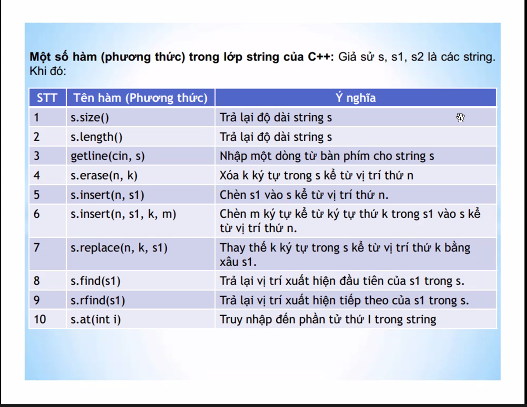 Một số hàm (phương thức) trong lớp string của C++: Giả sử s, s1, s2 là các string.
Khi đó:
STT Tên hàm (Phương thức) Ý nghĩa
1 s.size() Trả lại độ dài string s
2 s.length() Trả lại độ dài string s
3 getline(cin, s) Nhập một dòng từ bàn phím cho string s
4 s.erase(n, k) Xóa k ký tự trong s kể từ vị trí thứ n
5 s.insert(n, s1) Chèn s1 vào s kể từ vị trí thứ n.
6 s.insert(n, s1, k, m) Chèn m ký tự kể từ ký tự thứ k trong s1 vào s kể
từ vị trí thứ n.
7 s.replace(n, k, s1) Thay thế k ký tự trong s kể từ vị trí thứ k bằng
xâu s1.
8 s.find(s1) Trả lại vị trí xuất hiện đầu tiên của s1 trong s.
9 s.rfind(s1) Trả lại vị trí xuất hiện tiếp theo của s1 trong s.
10 s.at(int i) Truy nhập đến phần tử thứ I trong string